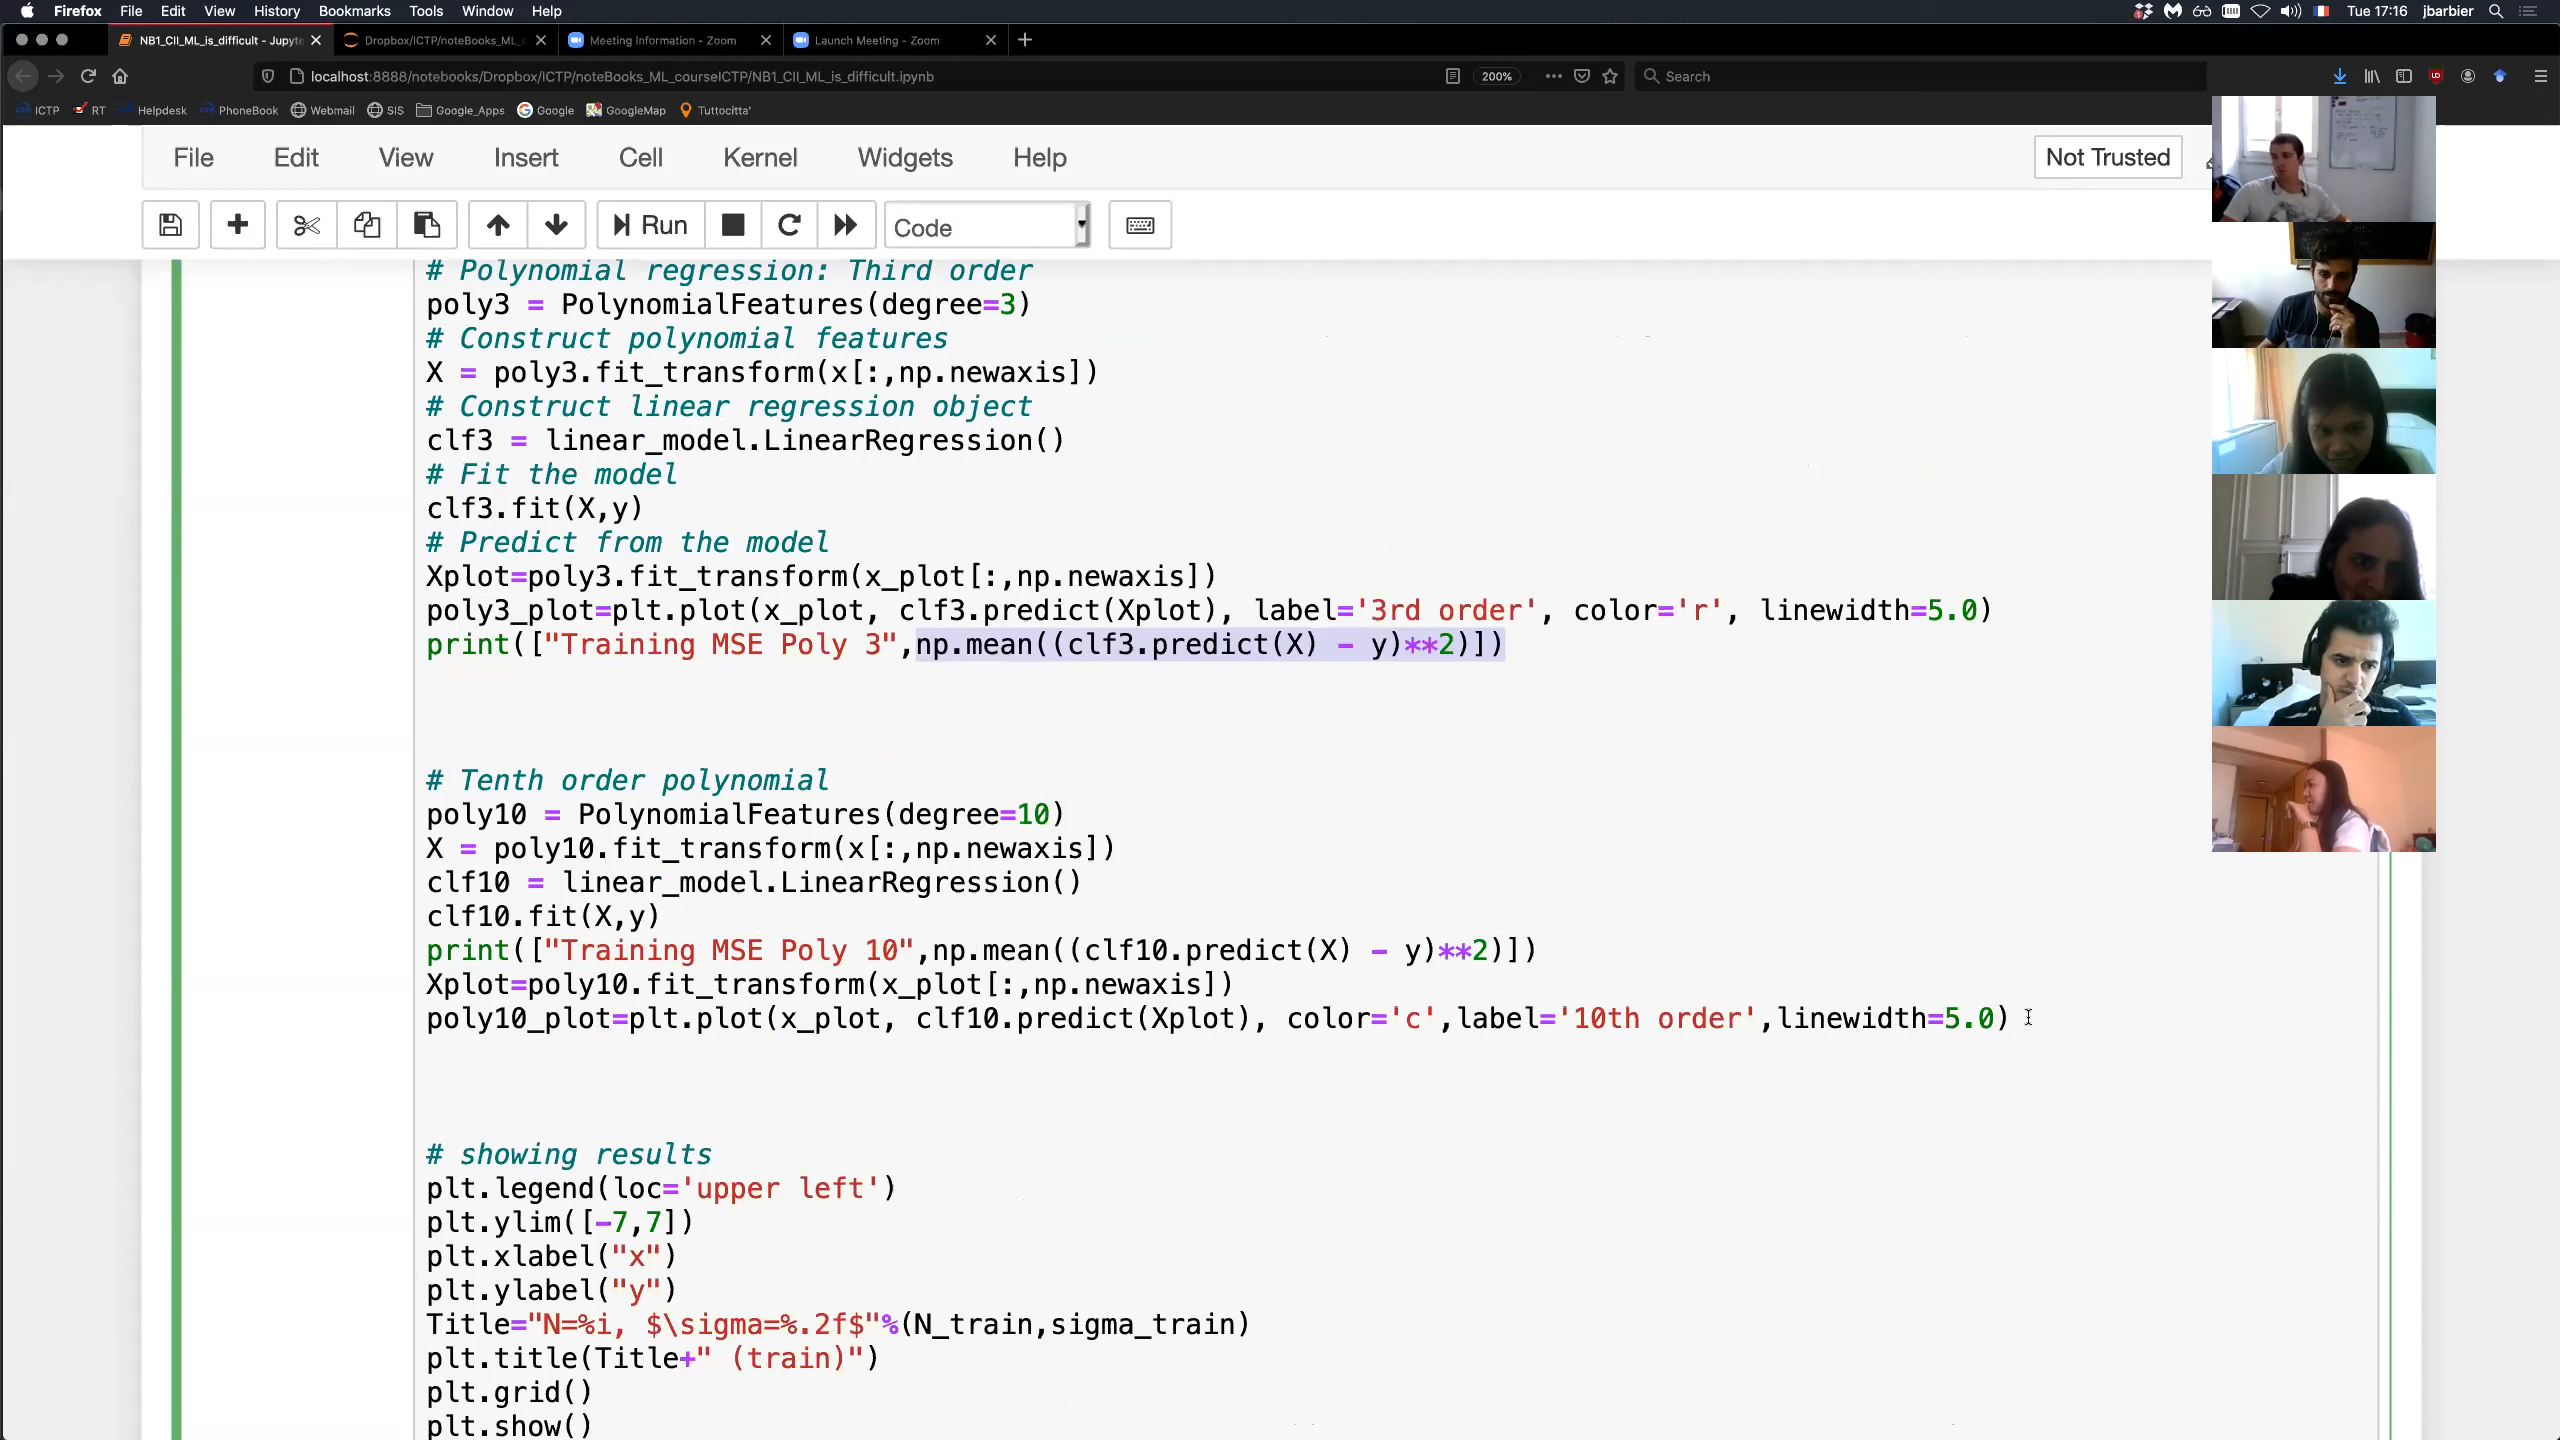 Firefox File Edit View History Bookmarks Tools Window Help Tue 17:16 jbarbier
NB1_CII_ML_is_difficult - Jupyte Dropbox/ICTP/noteBooks_ML_c Meeting Information - Zoom Launch Meeting - Zoom
localhost:8888/notebooks/Dropbox/ICTP/noteBooks_ML_courseICTP/NB1_CII_ML_is_difficult.ipynb 200% Search
ICTP RT Helpdesk PhoneBook Webmail SIS Google_Apps Google GoogleMap Tuttocitta'
File Edit View Insert Cell Kernel Widgets Help Not Trusted
Run Code
# Polynomial regression: Third order
poly3 = PolynomialFeatures(degree=3)
# Construct polynomial features
X = poly3.fit_transform(x[:,np.newaxis])
# Construct linear regression object
clf3 = linear_model.LinearRegression()
# Fit the model
clf3.fit(X,y)
# Predict from the model
Xplot=poly3.fit_transform(x_plot[:,np.newaxis])
poly3_plot=plt.plot(x_plot, clf3.predict(Xplot), label='3rd order', color='r', linewidth=5.0)
print(["Training MSE Poly 3",np.mean((clf3.predict(X) - y)**2)])
# Tenth order polynomial
poly10 = PolynomialFeatures(degree=10)
X = poly10.fit_transform(x[:,np.newaxis])
clf10 = linear_model.LinearRegression()
clf10.fit(X,y)
print(["Training MSE Poly 10",np.mean((clf10.predict(X) - y)**2)])
Xplot=poly10.fit_transform(x_plot[:,np.newaxis])
poly10_plot=plt.plot(x_plot, clf10.predict(Xplot), color='c',label='10th order',linewidth=5.0)
# showing results
plt.legend(loc='upper left')
plt.ylim([-7,7])
plt.xlabel("x")
plt.ylabel("y")
Title="N=%i, $\sigma=%.2f$"%(N_train,sigma_train)
plt.title(Title+" (train)")
plt.grid()
plt.show()